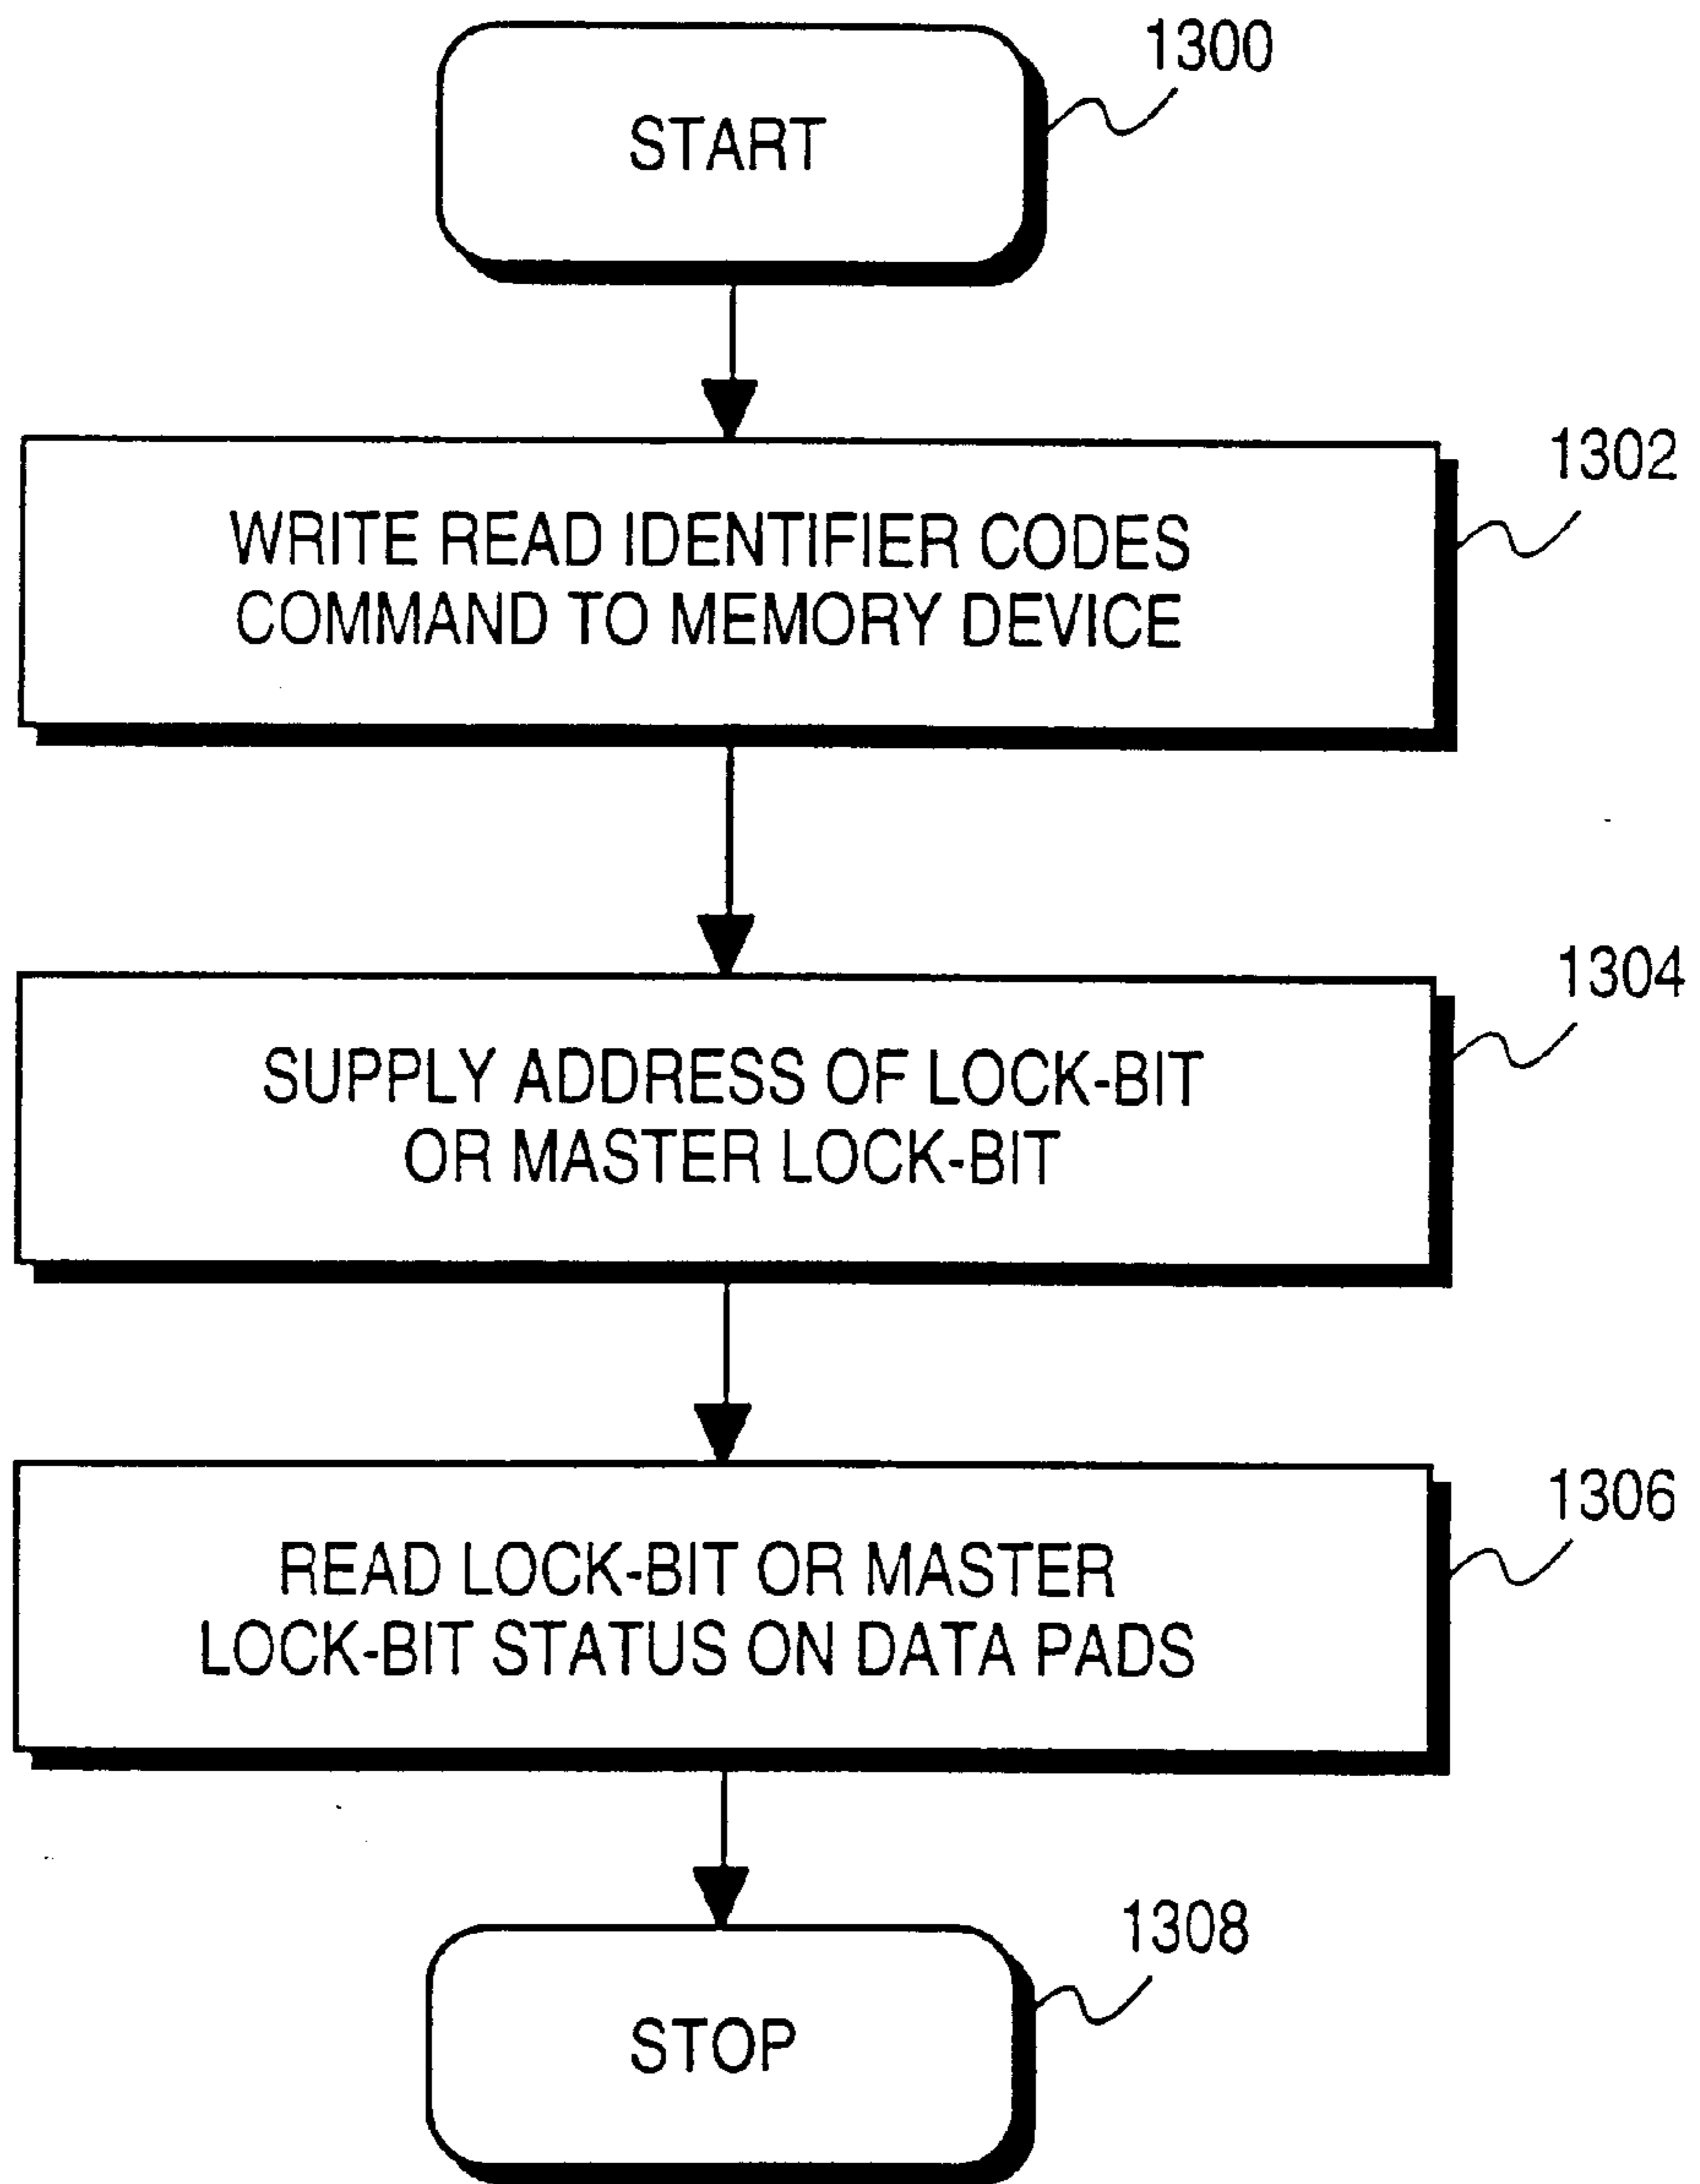 1300
START
1302
WRITE READ IDENTIFIER CODES
COMMAND TO MEMORY DEVICE
1304
SUPPLY ADDRESS OF LOCK-BIT
OR MASTER LOCK-BIT
1306
READ LOCK-BIT OR MASTER
LOCK-BIT STATUS ON DATA PADS
1308
STOP